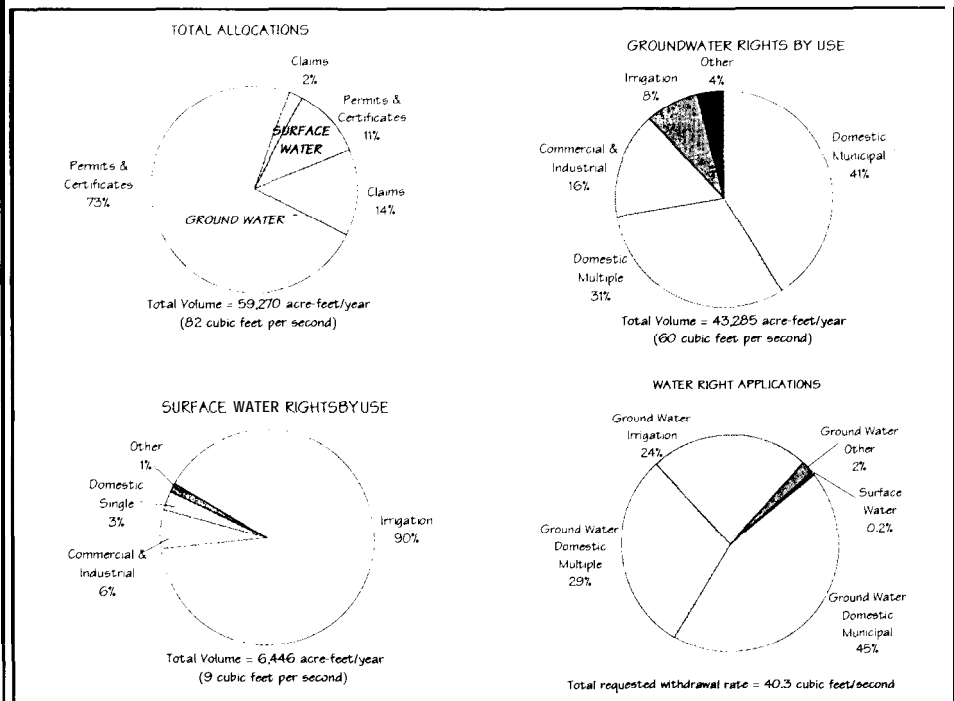 TOTAL ALLOCATIONS
Claims
2%
Permits &
Certificates
11%
SURFACE
WATER
Permits &
Certificates
73%
Claims
14%
GROUND WATER
Total Volume = 59,270 acre-feet/year
(82 cubic feet per second)
GROUNDWATER RIGHTS BY USE
Other
4%
Irrigation
8%
Commercial &
Industrial
16%
Domestic
Municipal
41%
Domestic
Multiple
31%
Total Volume = 43,285 acre-feet/year
(60 cubic feet per second)
SURFACE WATER RIGHTSBYUSE
Other
1%
Domestic
Single
3%
Commercial &
Industrial
6%
Irrigation
90%
Total Volume = 6,446 acre-feet/year
(9 cubic feet per second)
WATER RIGHT APPLICATIONS
Ground Water
Irrigation
24%
Ground Water
Other
2%
Surface
Water
0.2%
Ground Water
Domestic
Multiple
29%
Ground Water
Domestic
Municipal
45%
Total requested withdrawal rate = 40.3 cubic feet/second